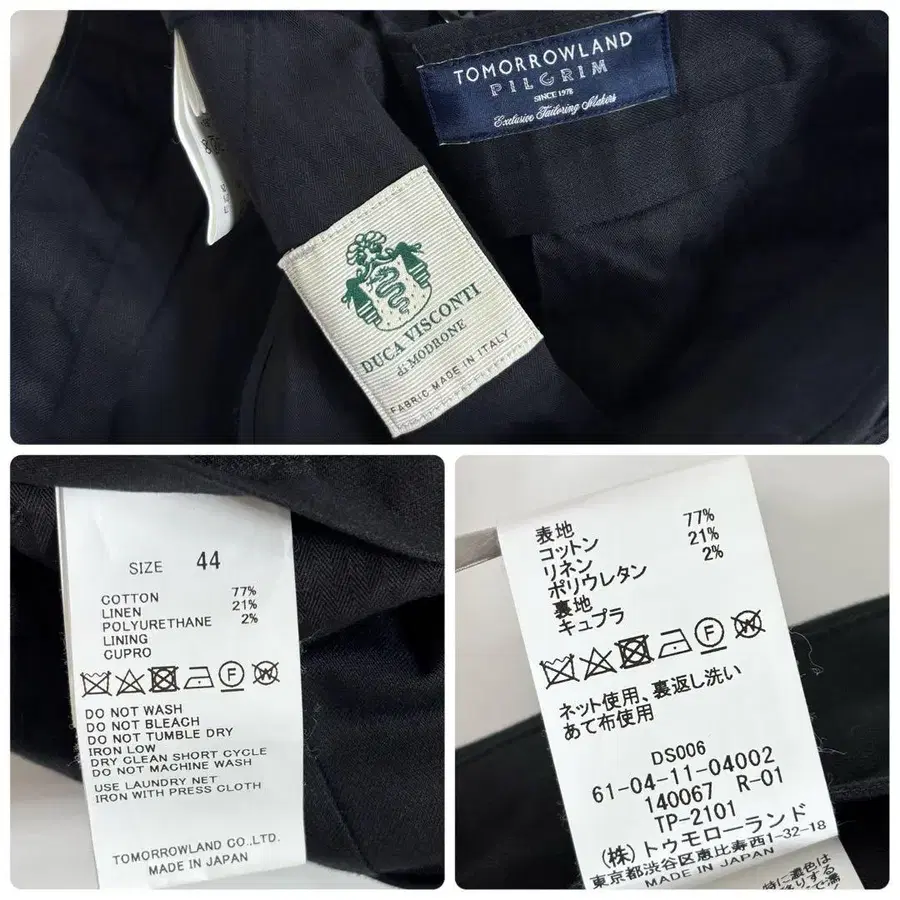 TOMORROWLAND
PILGRIM
SINCE 1978
Exclusive Tailoring Makers
DUCA VISCONTI
di MODRONE
FABRIC MADE IN ITALY
SIZE 44
COTTON 77%
LINEN 21%
POLYURETHANE 2%
LINING
CUPRO
F W
DO NOT WASH
DO NOT BLEACH
DO NOT TUMBLE DRY
IRON LOW
DRY CLEAN SHORT CYCLE
DO NOT MACHINE WASH
USE LAUNDRY NET
IRON WITH PRESS CLOTH
TOMORROWLAND CO.,LTD.
MADE IN JAPAN
表地
コットン 77%
リネン 21%
ポリウレタン 2%
裏地
キュプラ
F W
ネット使用、裏返し洗い
あて布使用
DS006
61-04-11-04002
140067 R-01
TP-2101
(株)トゥモローランド
東京都渋谷区恵比寿西1-32-18
MADE IN JAPAN
特に濃色は